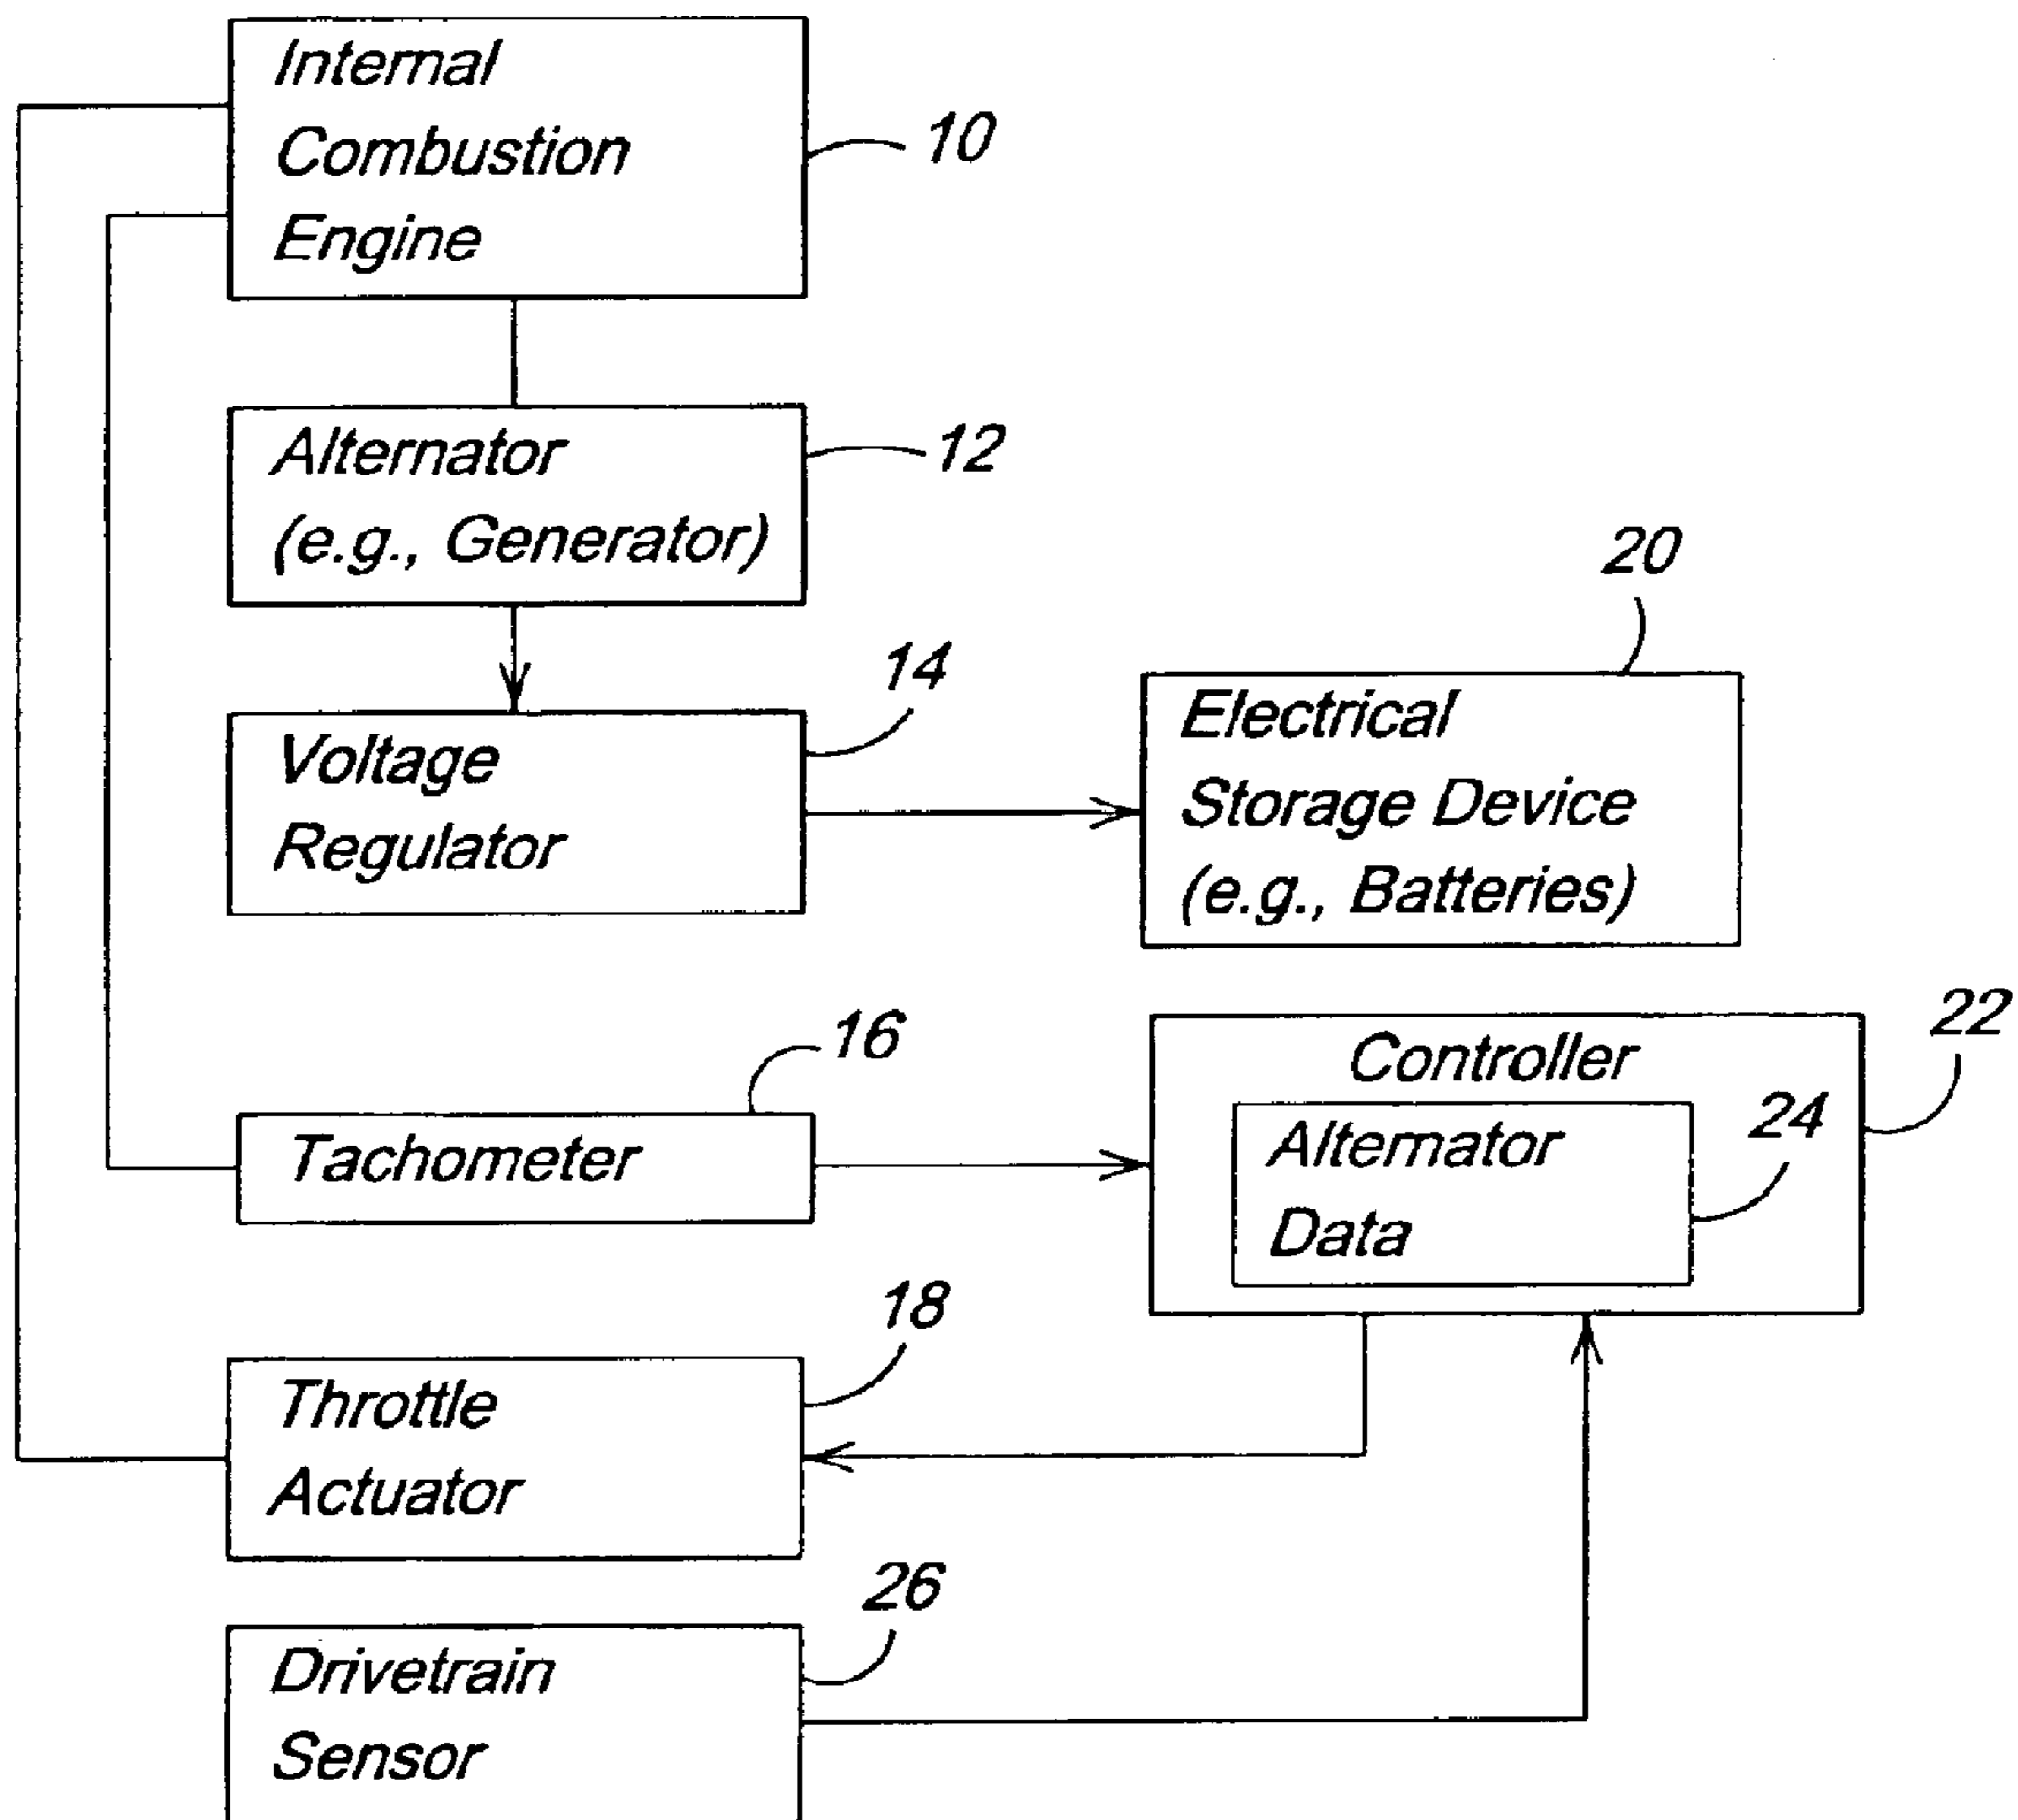 Internal
Combustion
Engine
10
Alternator
(e.g., Generator)
12
20
14
Voltage
Regulator
Electrical
Storage Device
(e.g., Batteries)
16
22
Controller
Tachometer
24
Alternator
Data
18
Throttle
Actuator
26
Drivetrain
Sensor